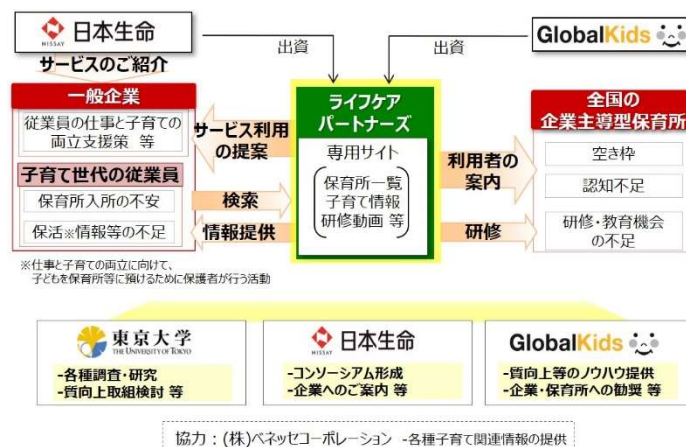 NISSAY 日本生命
出資
出資
GlobalKids
サービスのご紹介
一般企業
従業員の仕事と子育ての
両立支援策 等
子育て世代の従業員
保育所入所の不安
保活※情報等の不足
※仕事と子育ての両立に向けて、
子どもを保育所等に預けるために保護者が行う活動
サービス利用
の提案
検索
情報提供
ライフケア
パートナーズ
専用サイト
保育所一覧
子育て情報
研修動画 等
利用者の
案内
研修
全国の
企業主導型保育所
空き枠
認知不足
研修・教育機会
の不足
東京大学
THE UNIVERSITY OF TOKYO
-各種調査・研究
-質向上取組検討 等
NISSAY 日本生命
-コンソーシアム形成
-企業へのご案内 等
GlobalKids
-質向上等のノウハウ提供
-企業・保育所への勧奨 等
協力：(株)ベネッセコーポレーション -各種子育て関連情報の提供